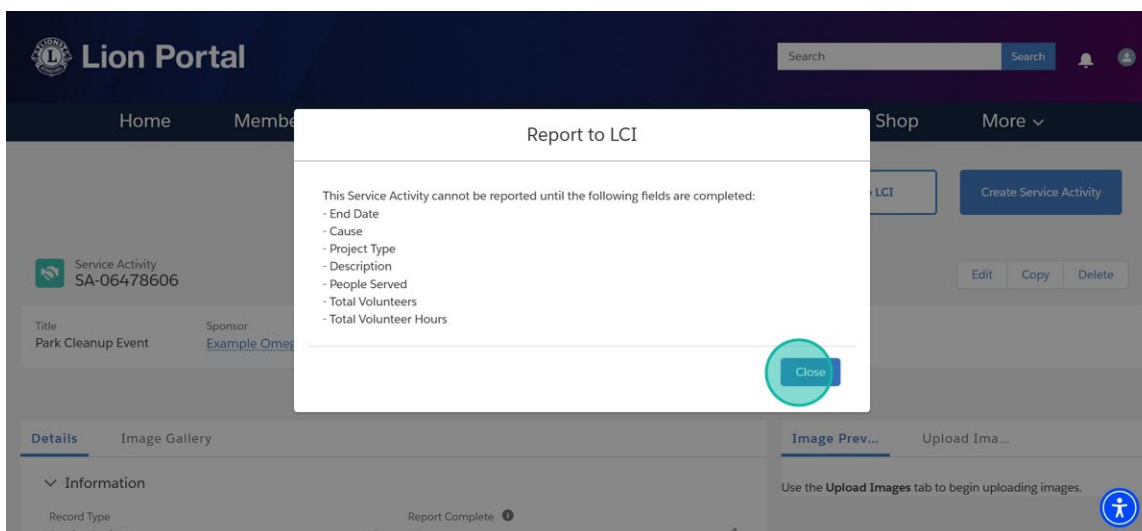 Lion Portal
Search
Search
Home
Membe
Shop
More
Report to LCI
This Service Activity cannot be reported until the following fields are completed:
- End Date
- Cause
- Project Type
- Description
- People Served
- Total Volunteers
- Total Volunteer Hours
Close
LCI
Create Service Activity
Service Activity
SA-06478606
Edit
Copy
Delete
Title
Park Cleanup Event
Sponsor
Example Omeg
Details
Image Gallery
Image Prev...
Upload Ima...
Information
Use the Upload Images tab to begin uploading images.
Record Type
Report Complete